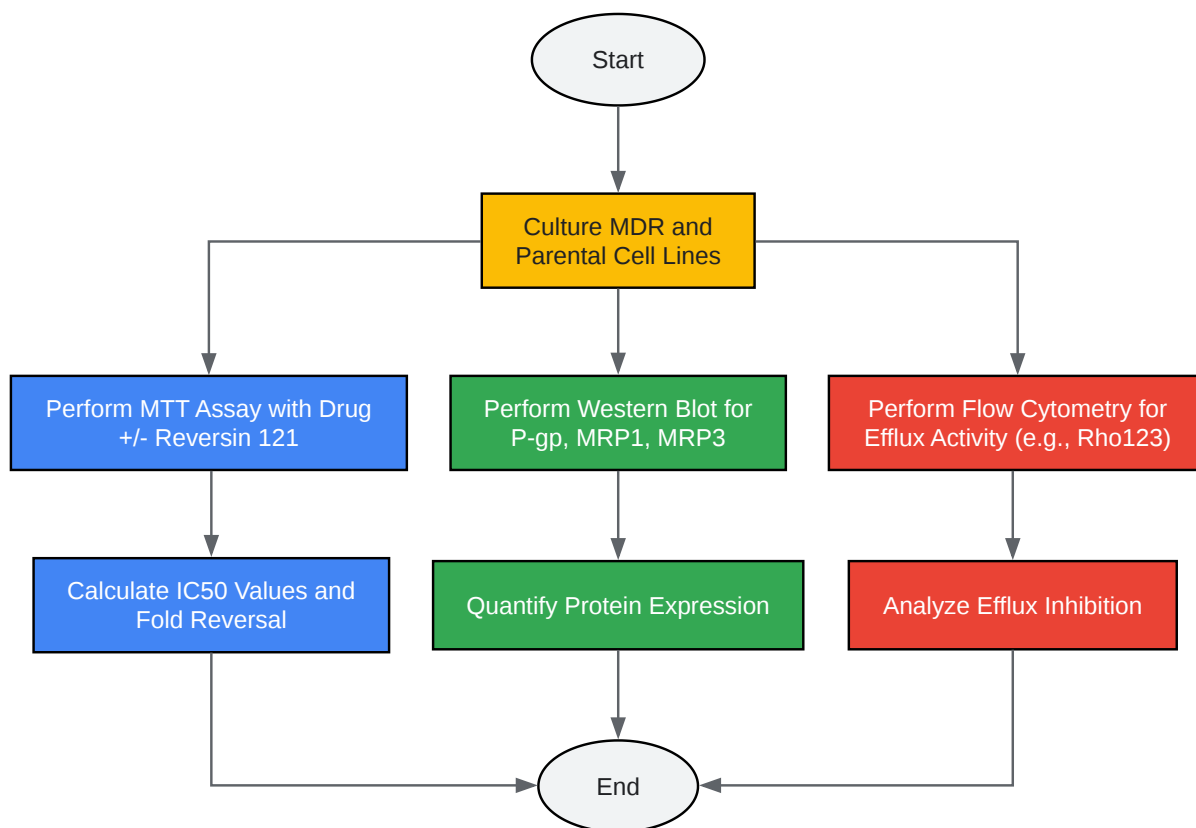 Start
Culture MDR and
Parental Cell Lines
Perform MTT Assay with Drug
+/- Reversin 121
Perform Western Blot for
P-gp, MRP1, MRP3
Perform Flow Cytometry for
Efflux Activity (e.g., Rho123)
Calculate IC50 Values and
Fold Reversal
Quantify Protein Expression
Analyze Efflux Inhibition
End